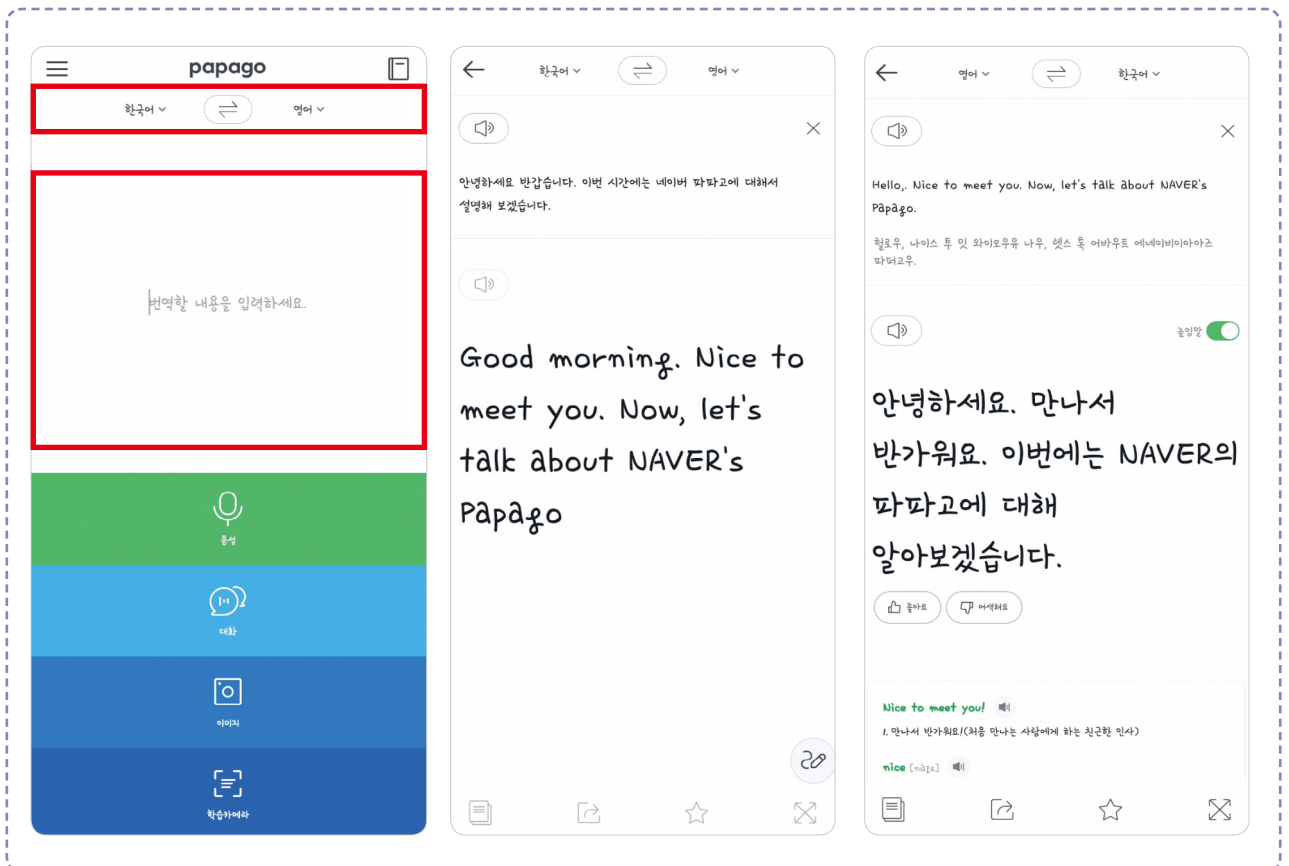 papago
한국어
영어
번역할 내용을 입력하세요.
음성
대화
이미지
학습카메라
한국어
영어
안녕하세요 반갑습니다. 이번 시간에는 네이버 파파고에 대해서
설명해 보겠습니다.
Good morning. Nice to
meet you. Now, let's
talk about NAVER's
Papago
영어
한국어
Hello,. Nice to meet you. Now, let's talk about NAVER's
Papago.
헐로우, 나이스 투 밋 와이오우유 나우, 렛스 톡 어바우트 에네이비이아아즈
파퍼고우.
높임말
안녕하세요. 만나서
반가워요. 이번에는 NAVER의
파파고에 대해
알아보겠습니다.
좋아요
어색해요
Nice to meet you!
1. 만나서 반가워요!(처음 만나는 사람에게 하는 친근한 인사)
nice [naɪs]